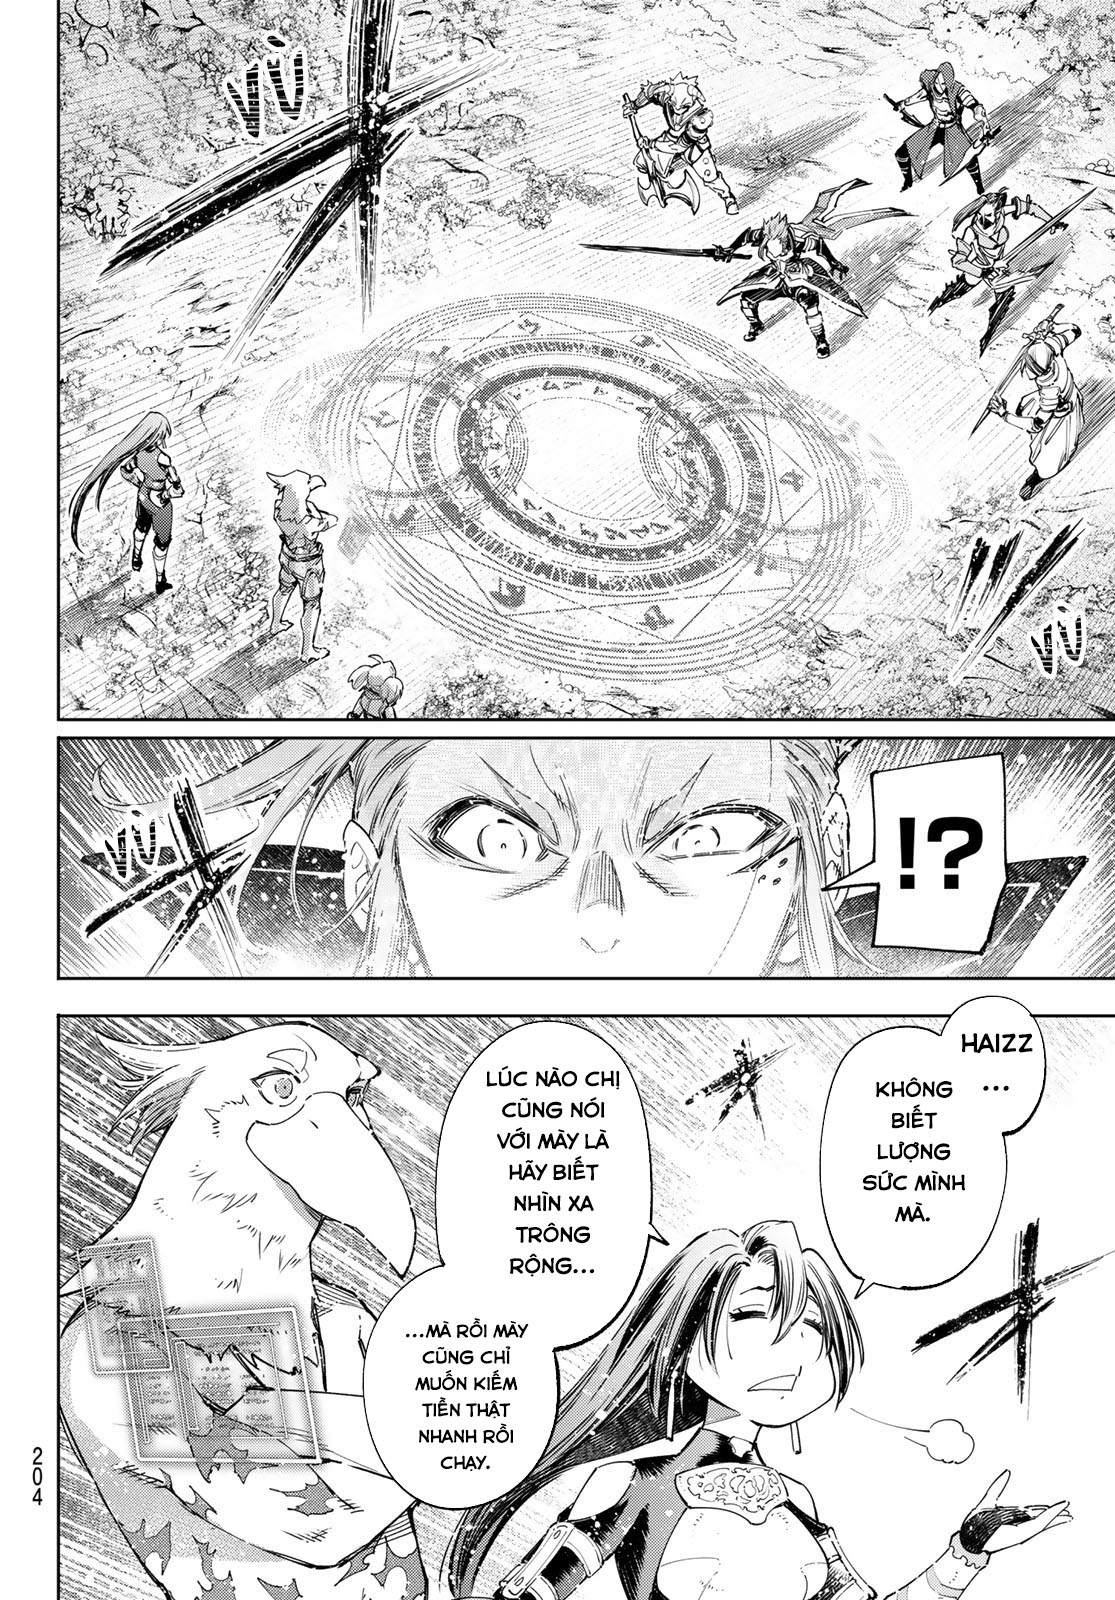 VÙ
VÙ
VÙ
!?
HAIZZ
...
KHÔNG
BIẾT
LƯỢNG
SỨC MÌNH
MÀ.
LÚC NÀO CHỊ
CŨNG NÓI
VỚI MÀY LÀ
HÃY BIẾT
NHÌN XA
TRÔNG
RỘNG...
...MÀ RỒI MÀY
CŨNG CHỈ
MUỐN KIẾM
TIỀN THẬT
NHANH RỒI
CHẠY.
204